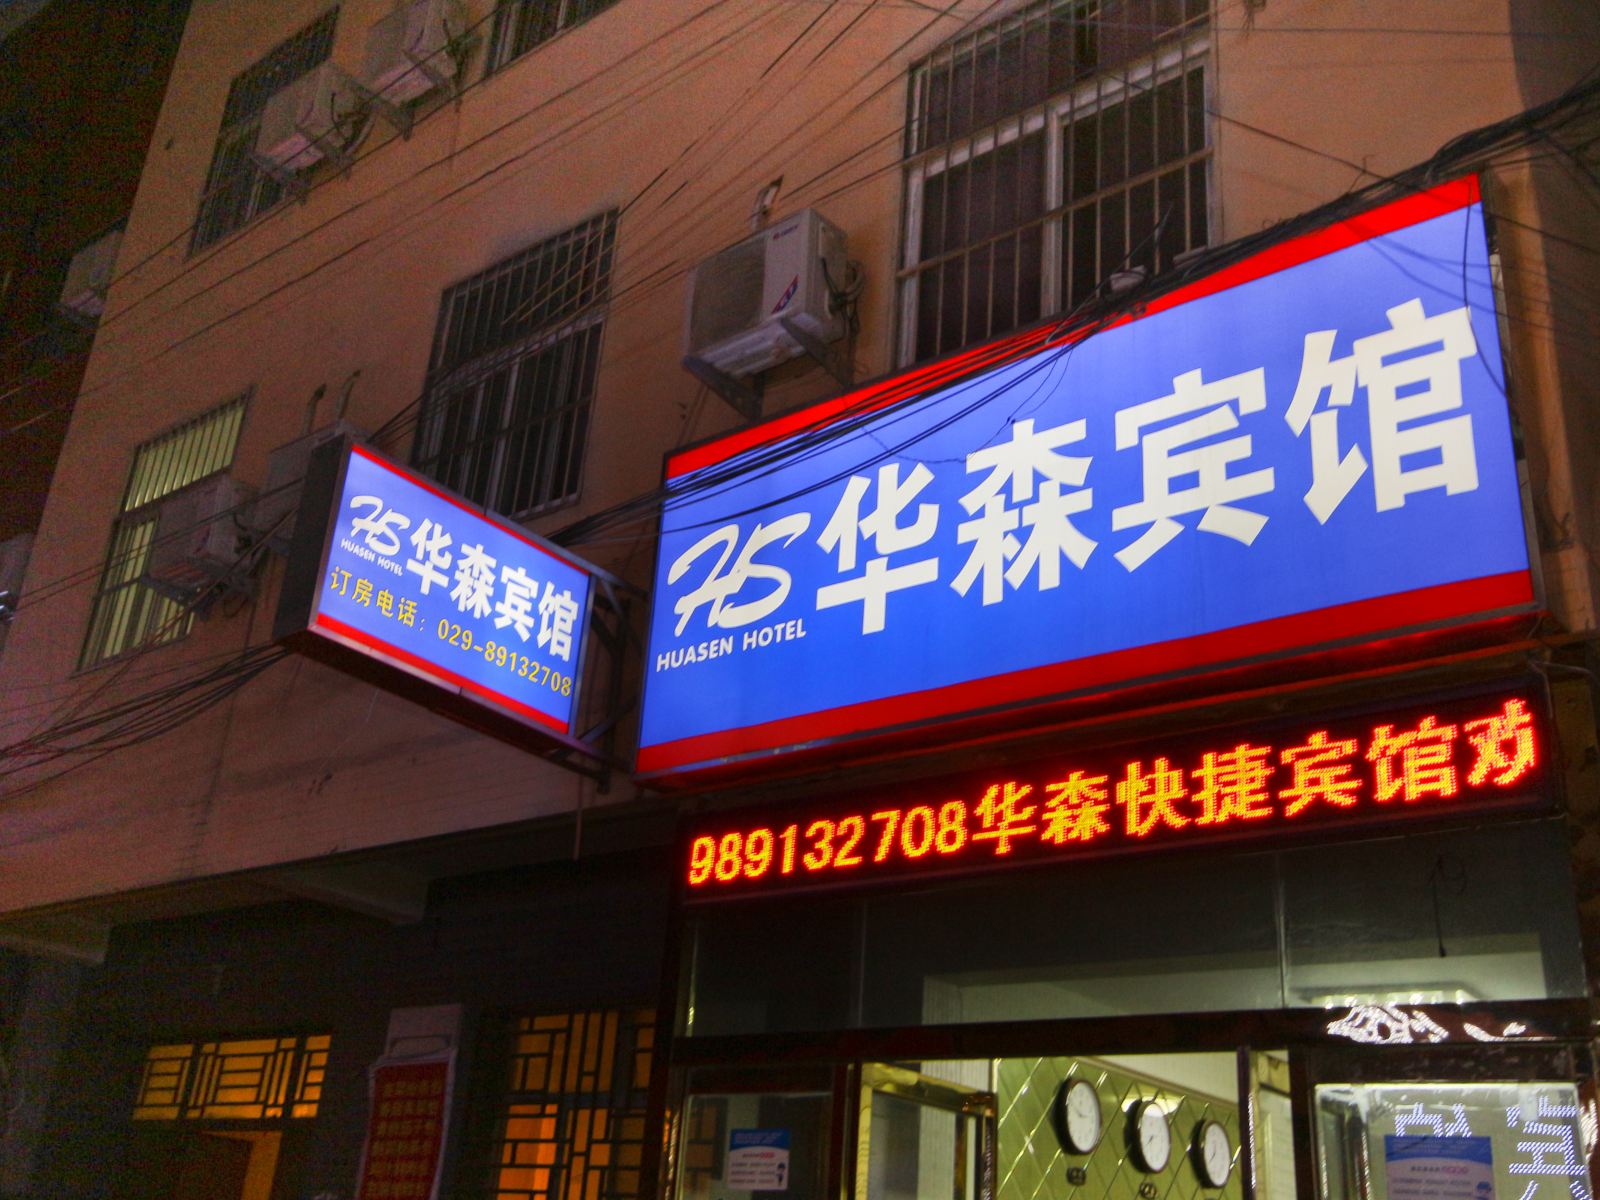 HS
HUASEN HOTEL
华森宾馆
订房电话：029-89132708
HS
HUASEN HOTEL
华森宾馆
989132708华森快捷宾馆欢